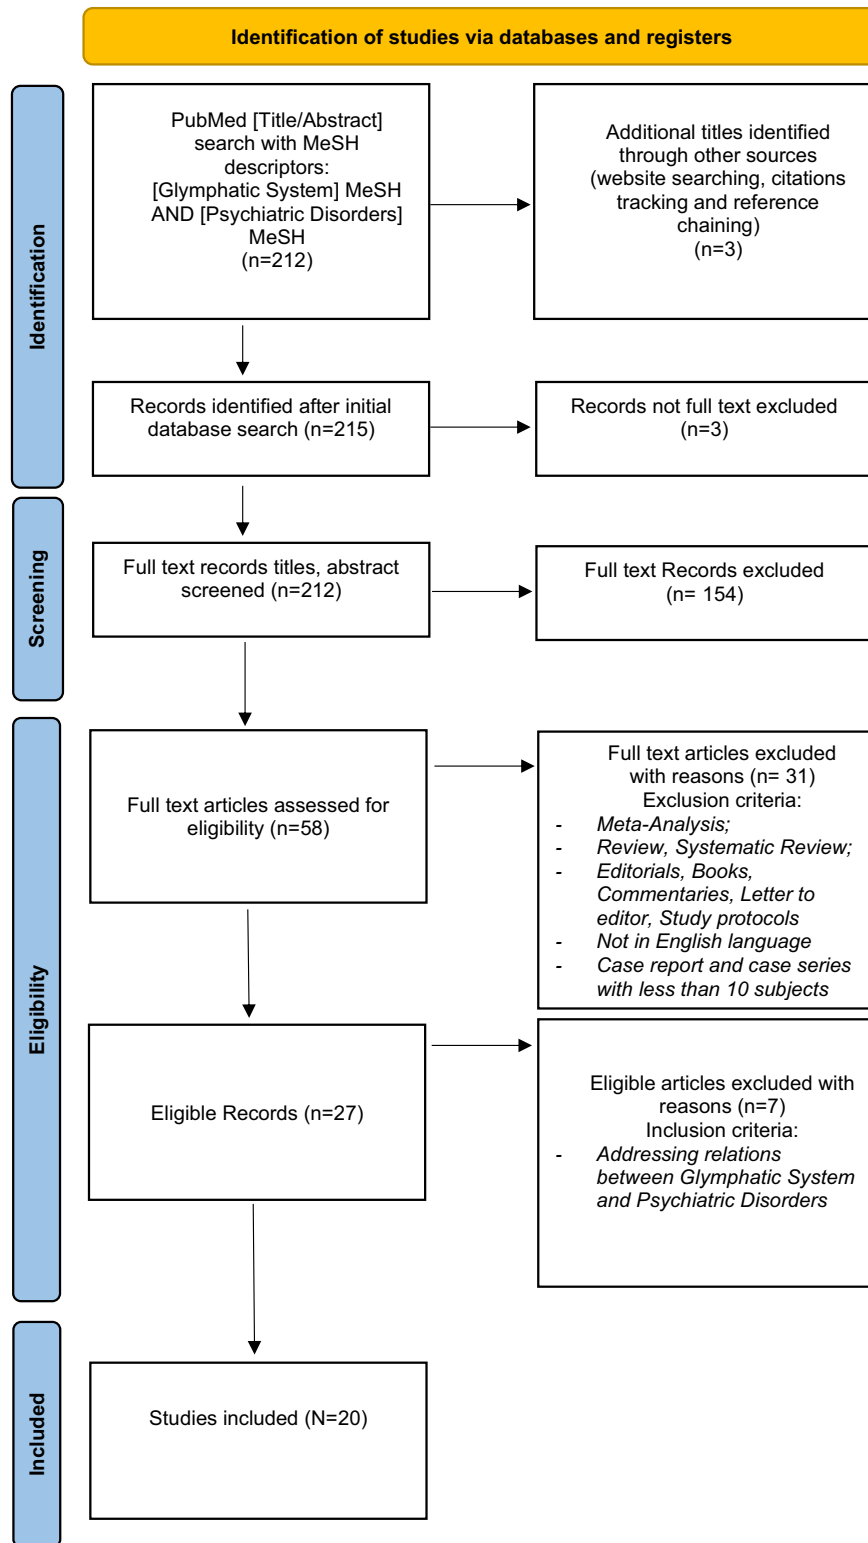 Identification of studies via databases and registers
Identification
PubMed [Title/Abstract]
search with MeSH
descriptors:
[Glymphatic System] MeSH
AND [Psychiatric Disorders]
MeSH
(n=212)
Additional titles identified
through other sources
(website searching, citations
tracking and reference
chaining)
(n=3)
Records identified after initial
database search (n=215)
Records not full text excluded
(n=3)
Screening
Full text records titles, abstract
screened (n=212)
Full text Records excluded
(n= 154)
Eligibility
Full text articles assessed for
eligibility (n=58)
Full text articles excluded
with reasons (n= 31)
Exclusion criteria:
- Meta-Analysis;
- Review, Systematic Review;
- Editorials, Books,
Commentaries, Letter to
editor, Study protocols
- Not in English language
- Case report and case series
with less than 10 subjects
Eligible Records (n=27)
Eligible articles excluded with
reasons (n=7)
Inclusion criteria:
- Addressing relations
between Glymphatic System
and Psychiatric Disorders
Included
Studies included (N=20)